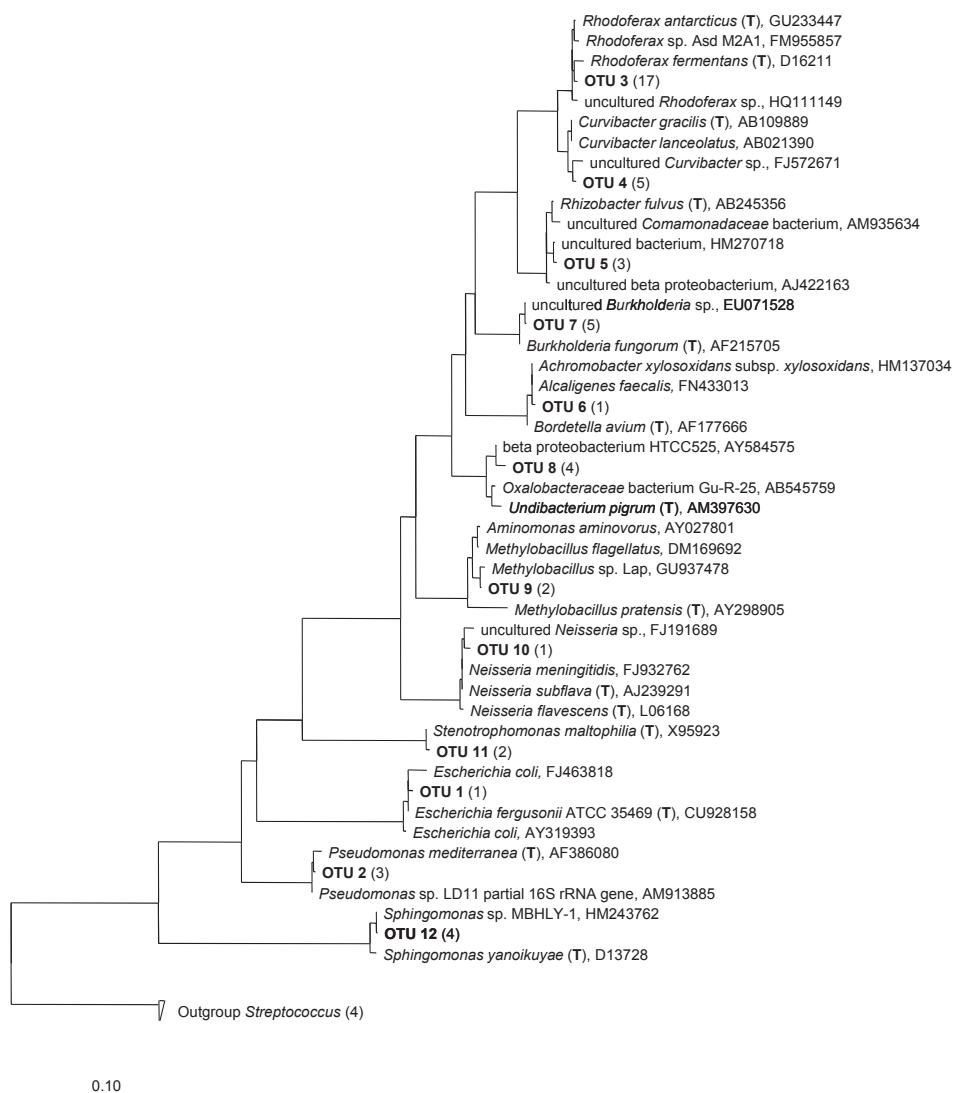 Rhodoferax antarcticus (T), GU233447
Rhodoferax sp. Asd M2A1, FM955857
Rhodoferax fermentans (T), D16211
OTU 3 (17)
uncultured Rhodoferax sp., HQ111149
Curvibacter gracilis (T), AB109889
Curvibacter lanceolatus, AB021390
uncultured Curvibacter sp., FJ572671
OTU 4 (5)
Rhizobacter fulvus (T), AB245356
uncultured Comamonadaceae bacterium, AM935634
uncultured bacterium, HM270718
OTU 5 (3)
uncultured beta proteobacterium, AJ422163
uncultured Burkholderia sp., EU071528
OTU 7 (5)
Burkholderia fungorum (T), AF215705
Achromobacter xylosoxidans subsp. xylosoxidans, HM137034
Alcaligenes faecalis, FN433013
OTU 6 (1)
Bordetella avium (T), AF177666
beta proteobacterium HTCC525, AY584575
OTU 8 (4)
Oxalobacteraceae bacterium Gu-R-25, AB545759
Undibacterium pigrum (T), AM397630
Aminomonas aminovorus, AY027801
Methylobacillus flagellatus, DM169692
Methylobacillus sp. Lap, GU937478
OTU 9 (2)
Methylobacillus pratensis (T), AY298905
uncultured Neisseria sp., FJ191689
OTU 10 (1)
Neisseria meningitidis, FJ932762
Neisseria subflava (T), AJ239291
Neisseria flavescens (T), L06168
Stenotrophomonas maltophilia (T), X95923
OTU 11 (2)
Escherichia coli, FJ463818
OTU 1 (1)
Escherichia fergusonii ATCC 35469 (T), CU928158
Escherichia coli, AY319393
Pseudomonas mediterranea (T), AF386080
OTU 2 (3)
Pseudomonas sp. LD11 partial 16S rRNA gene, AM913885
Sphingomonas sp. MBHLY-1, HM243762
OTU 12 (4)
Sphingomonas yanoikuyae (T), D13728
Outgroup Streptococcus (4)
0.10